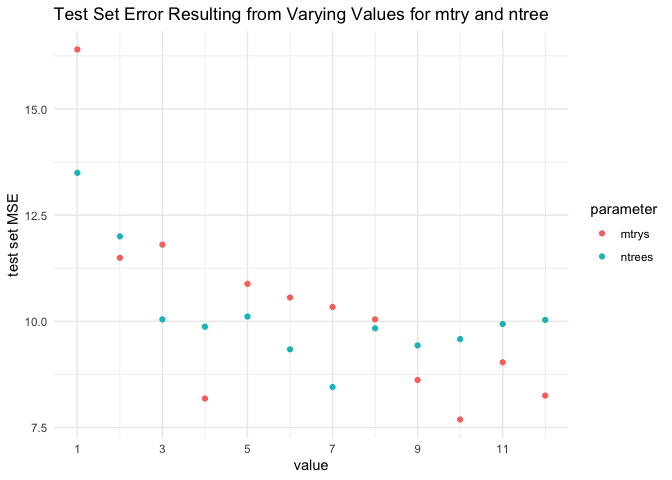 Test Set Error Resulting from Varying Values for mtry and ntree
15.0
12.5
10.0
7.5
test set MSE
1 3 5 7 9 11
value
parameter
mtrys
ntrees